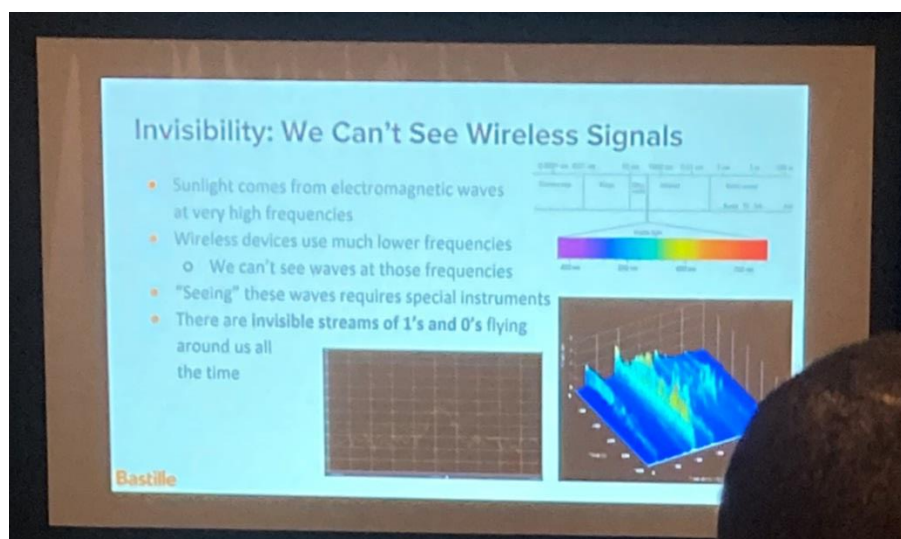 Invisibility: We Can't See Wireless Signals
• Sunlight comes from electromagnetic waves
at very high frequencies
• Wireless devices use much lower frequencies
o We can't see waves at those frequencies
• "Seeing" these waves requires special instruments
• There are invisible streams of 1's and 0's flying
around us all
the time
Bastille